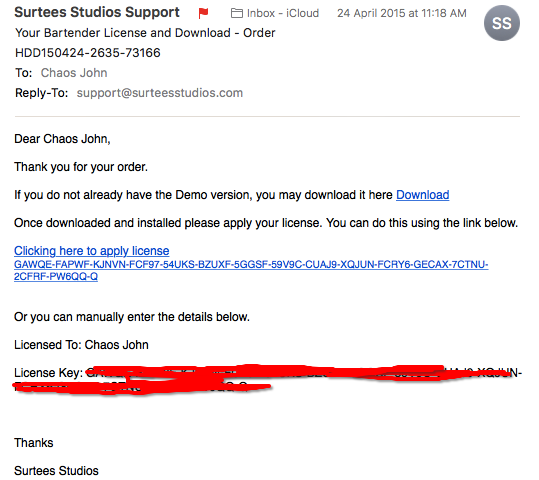 Surtees Studios Support
Inbox - iCloud
24 April 2015 at 11:18 AM
SS
Your Bartender License and Download - Order
HDD150424-2635-73166
To: Chaos John
Reply-To: support@surteesstudios.com
Dear Chaos John,
Thank you for your order.
If you do not already have the Demo version, you may download it here Download
Once downloaded and installed please apply your license. You can do this using the link below.
Clicking here to apply license
GAWQE-FAPWF-KJNVN-FCF97-54UKS-BZUXF-5GGSF-59V9C-CUAJ9-XQJUN-FCRY6-GECAX-7CTNU-
2CFRF-PW6QQ-Q
Or you can manually enter the details below.
Licensed To: Chaos John
License Key:
Thanks
Surtees Studios